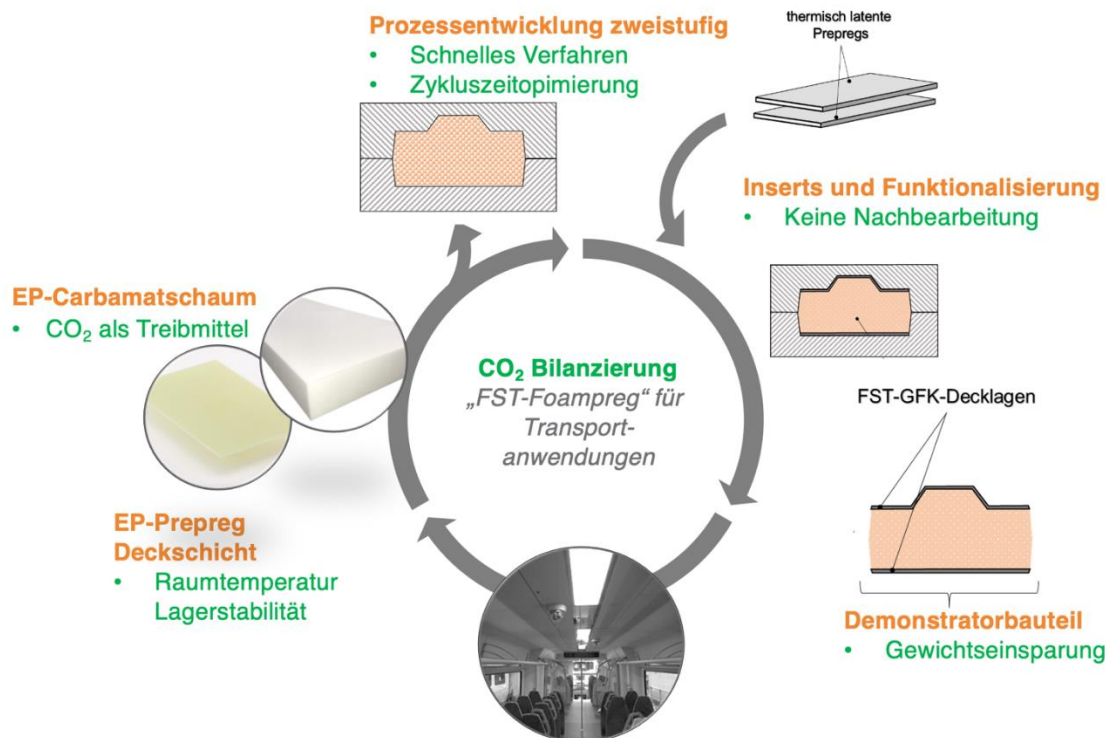 Prozessentwicklung zweistufig
• Schnelles Verfahren
• Zykluszeitopimierung
thermisch latente
Prepregs
Inserts und Funktionalisierung
• Keine Nachbearbeitung
EP-Carbamatschaum
• CO₂ als Treibmittel
CO₂ Bilanzierung
„FST-Foampreg“ für
Transport-
anwendungen
FST-GFK-Decklagen
EP-Prepreg
Deckschicht
• Raumtemperatur
Lagerstabilität
Demonstratorbauteil
• Gewichtseinsparung